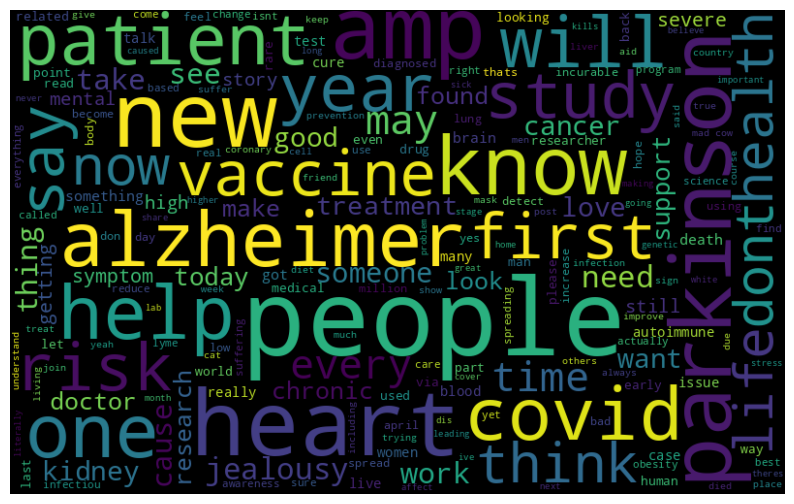 related give come feel change isnt looking keep severe kills believe
patient amp will
talk test long aid back country
caused rare cure diagnosed right incurable program important
point based suffer thats liver
read take see story found study said
never mental new year sick true
become body prevention lung may cancer mad cow
everything say good brain researcher men
real coronary cell use even drug hope science course
now vaccine know support
something friend stage mask detect post going making using
called well high higher make treatment love genetic death find
don day share problem yes infection
thing alzheimer first home many man please white
symptom today got diet great someone look need sign
getting reduce week medical million show increase still improve
lab low spreading actually autoimmune due
treat help people parkinson lifedonthealth
understand let yeah lyme cat suffering much others want
risk join world every care part time always early issue stress
living really chronic via cover
doctor cause month research used blood yet bad case way
literally one heart covid
including april trying dis leading women think obesity best theres
last kidney jealousy spread live ive work human place
infectiou awareness sure affect next died